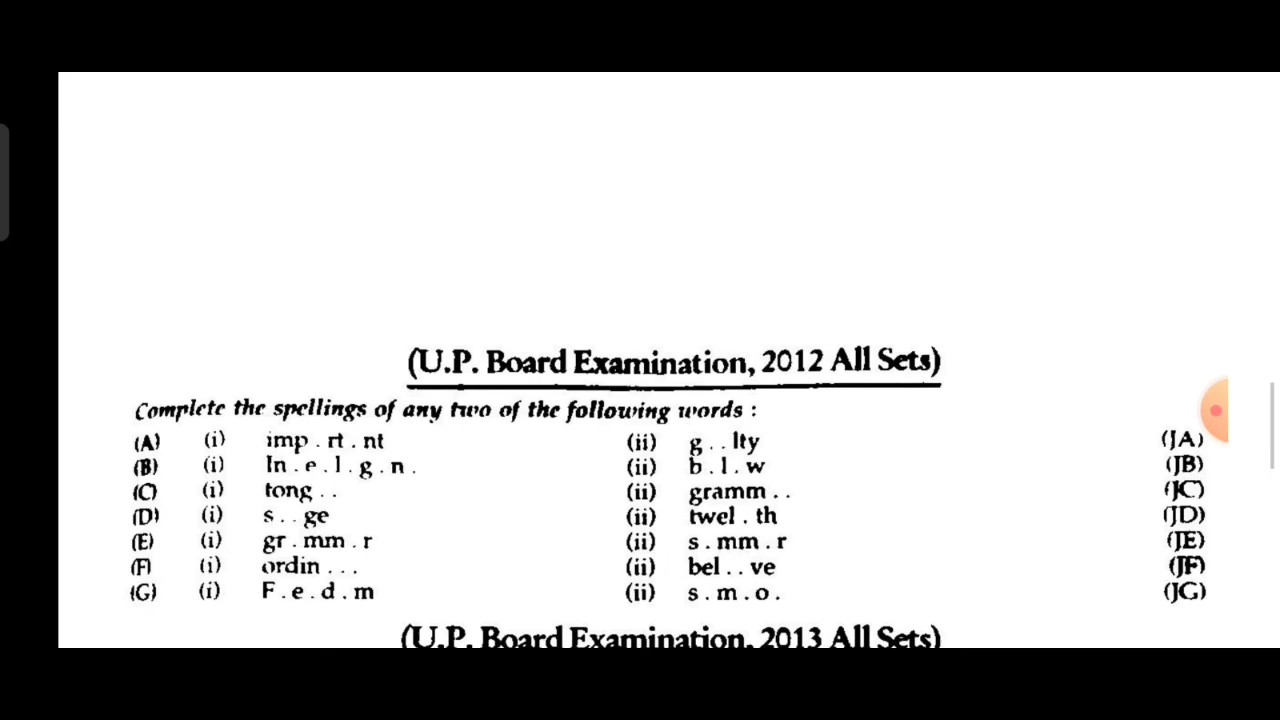 (U.P. Board Examination, 2012 All Sets)
Complete the spellings of any two of the following words :
(A) (i) imp . rt . nt (ii) g . . lty (JA)
(B) (i) In . e . l . g . n . (ii) b . l . w (JB)
(C) (i) tong . . (ii) gramm . . (JC)
(D) (i) s . . ge (ii) twel . th (JD)
(E) (i) gr . mm . r (ii) s . mm . r (JE)
(F) (i) ordin . . . (ii) bel . . ve (JF)
(G) (i) F . e . d . m (ii) s . m . o . (JG)
(U.P. Board Examination, 2013 All Sets)